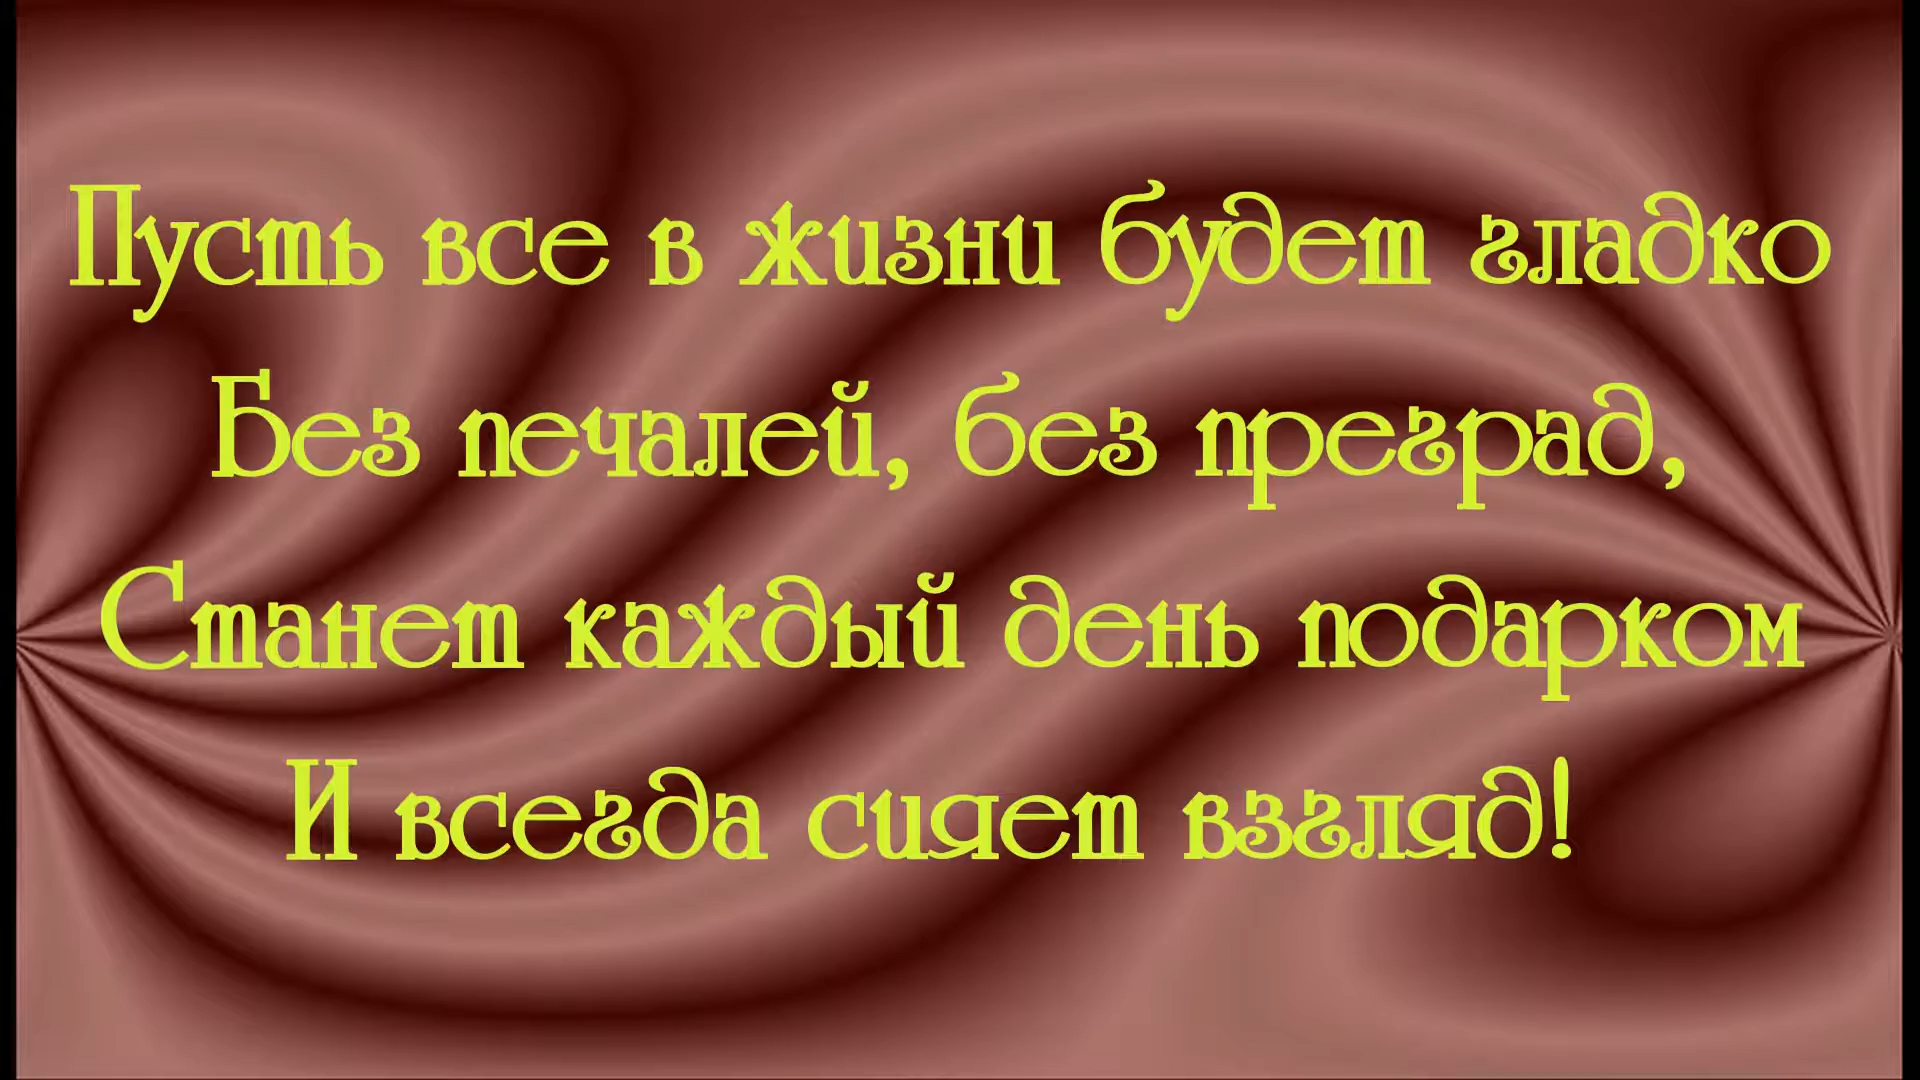 Пусть все в жизни будет гладко
Без печалей, без преград,
Станет каждый день подарком
И всегда сияет взгляд!